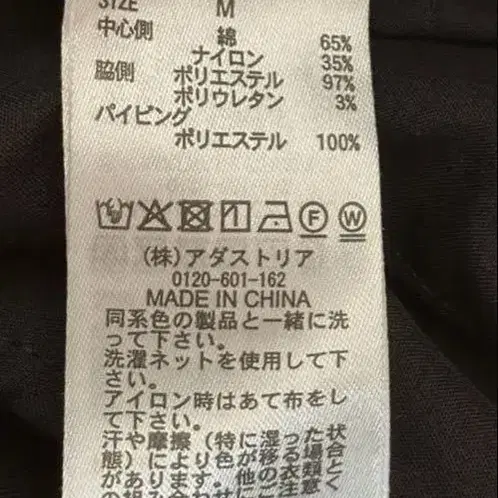 SIZE M
中心側 綿 65%
ナイロン 35%
脇側 ポリエステル 97%
ポリウレタン 3%
パイピング
ポリエステル 100%
F W
(株)アダストリア
0120-601-162
MADE IN CHINA
同系色の製品と一緒に洗
って下さい。
洗濯ネットを使用して下
さい。
アイロン時はあて布をし
て下さい。
汗や摩擦(特に湿った状
態)により色が移る場合
があります。他の衣類と